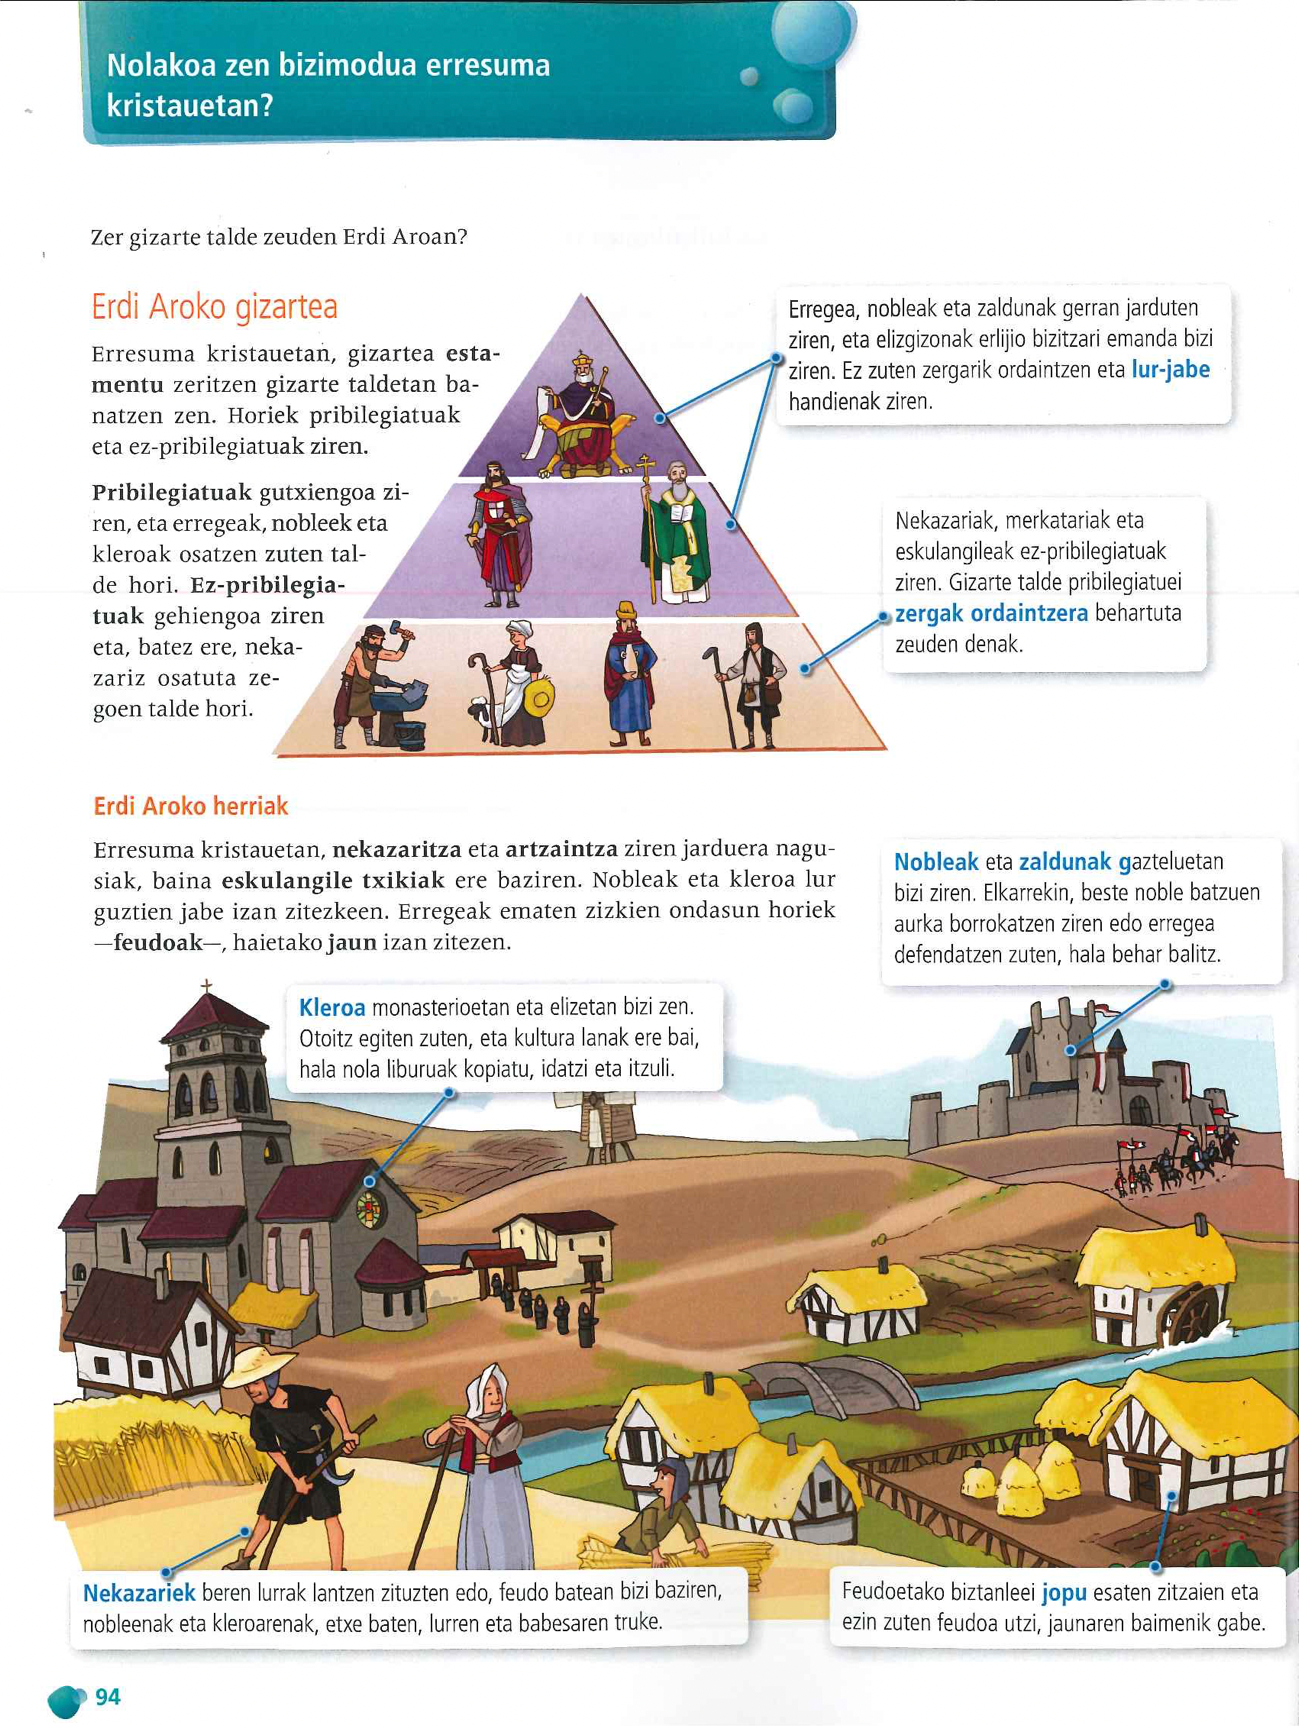 Nolakoa zen bizimodua erresuma
kristauetan?
Zer gizarte talde zeuden Erdi Aroan?
Erdi Aroko gizartea
Erresuma kristauetan, gizartea esta-
mentu zeritzen gizarte taldetan ba-
natzen zen. Horiek pribilegiatuak
eta ez-pribilegiatuak ziren.
Pribilegiatuak gutxiengoa zi-
ren, eta erregeak, nobleek eta
kleroak osatzen zuten tal-
de hori. Ez-pribilegia-
tuak gehiengoa ziren
eta, batez ere, neka-
zariz osatuta ze-
goen talde hori.
Erregea, nobleak eta zaldunak gerran jarduten
ziren, eta elizgizonak erlijio bizitzari emanda bizi
ziren. Ez zuten zergarik ordaintzen eta lur-jabe
handienak ziren.
Nekazariak, merkatariak eta
eskulangileak ez-pribilegiatuak
ziren. Gizarte talde pribilegiatuei
zergak ordaintzera behartuta
zeuden denak.
Erdi Aroko herriak
Erresuma kristauetan, nekazaritza eta artzaintza ziren jarduera nagu-
siak, baina eskulangile txikiak ere baziren. Nobleak eta kleroa lur
guztien jabe izan zitezkeen. Erregeak ematen zizkien ondasun horiek
—feudoak—, haietako jaun izan zitezen.
Nobleak eta zaldunak gazteluetan
bizi ziren. Elkarrekin, beste noble batzuen
aurka borrokatzen ziren edo erregea
defendatzen zuten, hala behar balitz.
Kleroa monasterioetan eta elizetan bizi zen.
Otoitz egiten zuten, eta kultura lanak ere bai,
hala nola liburuak kopiatu, idatzi eta itzuli.
Nekazariek beren lurrak lantzen zituzten edo, feudo batean bizi baziren,
nobleenak eta kleroarenak, etxe baten, lurren eta babesaren truke.
Feudoetako biztanleei jopu esaten zitzaien eta
ezin zuten feudoa utzi, jaunaren baimenik gabe.
94